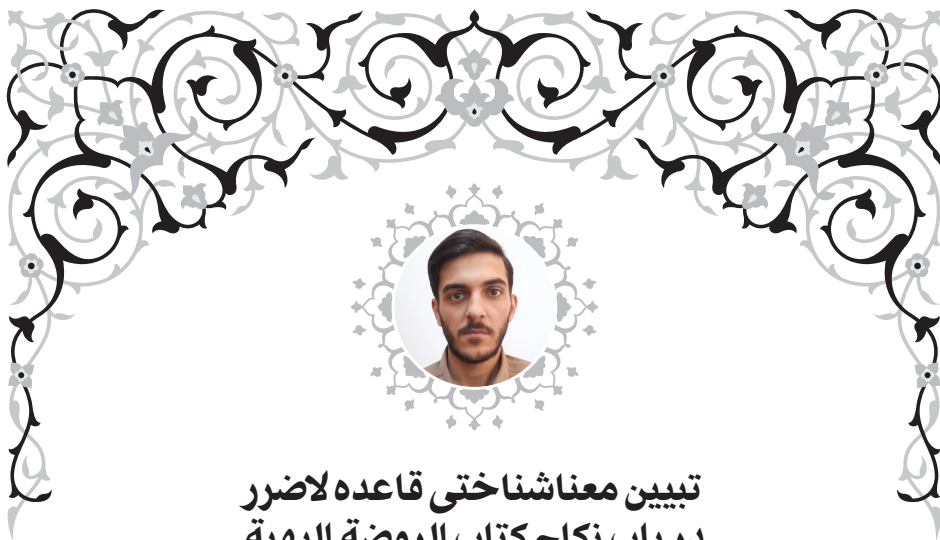 تبیین معناشناختی قاعده لاضرر
در باب نکاح کتاب الروضة البهیة